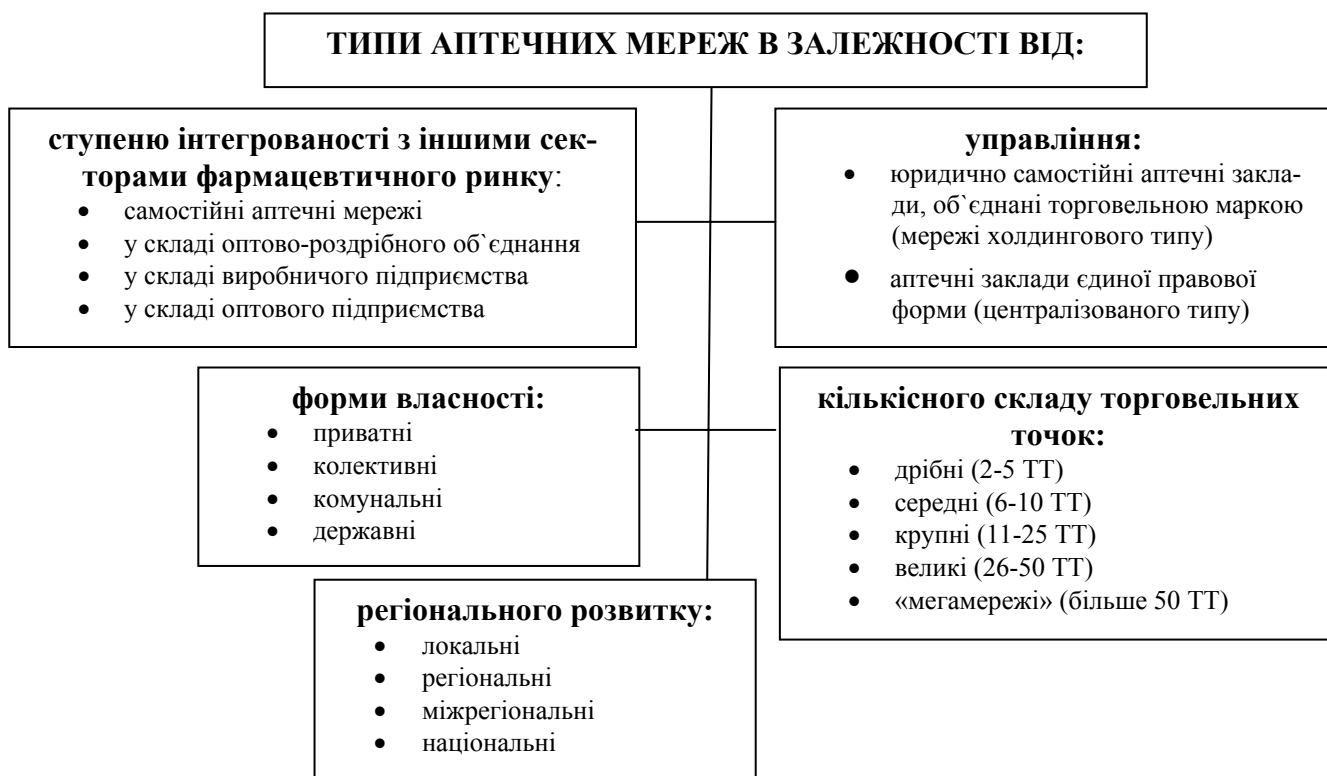 ТИПИ АПТЕЧНИХ МЕРЕЖ В ЗАЛЕЖНОСТІ ВІД:
ступеню інтегрованості з іншими сек-
торами фармацевтичного ринку:
• самостійні аптечні мережі
• у складі оптово-роздрібного об`єднання
• у складі виробничого підприємства
• у складі оптового підприємства
управління:
• юридично самостійні аптечні закла-
ди, об`єднані торговельною маркою
(мережі холдингового типу)
• аптечні заклади єдиної правової
форми (централізованого типу)
форми власності:
• приватні
• колективні
• комунальні
• державні
кількісного складу торговельних
точок:
• дрібні (2-5 ТТ)
• середні (6-10 ТТ)
• крупні (11-25 ТТ)
• великі (26-50 ТТ)
• «мегамережі» (більше 50 ТТ)
регіонального розвитку:
• локальні
• регіональні
• міжрегіональні
• національні